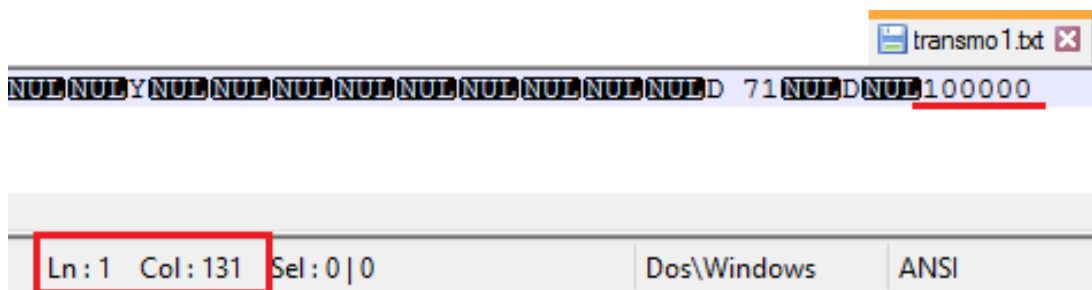 transmo1.txt
NULNULYNULNULNULNULNULNULNULNULNULD 71NULDNUL100000
Ln : 1 Col : 131 Sel : 0 | 0 Dos\Windows ANSI